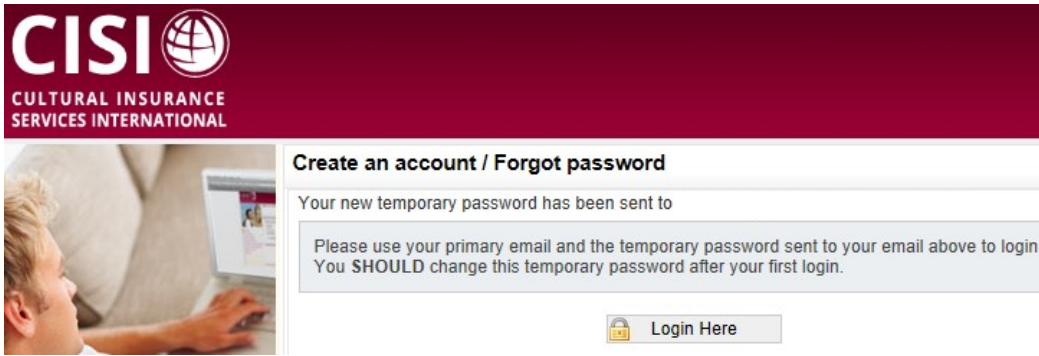 CISI
CULTURAL INSURANCE
SERVICES INTERNATIONAL
Create an account / Forgot password
Your new temporary password has been sent to
Please use your primary email and the temporary password sent to your email above to login
You SHOULD change this temporary password after your first login.
Login Here